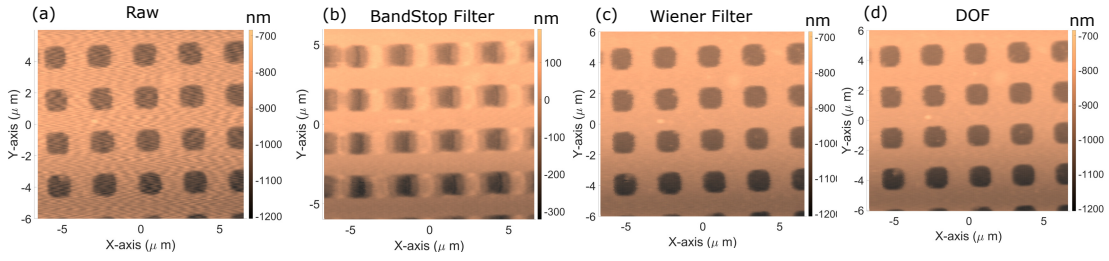 (a) Raw nm
-700
-800
-900
-1000
-1100
-1200
4
2
0
-2
-4
-6
Y-axis (μ m)
-5 0 5
X-axis (μ m)
(b) BandStop Filter nm
100
0
-100
-200
-300
5
0
-5
Y-axis (μ m)
-5 0 5
X-axis (μ m)
(c) Wiener Filter nm
-700
-800
-900
-1000
-1100
-1200
6
4
2
0
-2
-4
-6
Y-axis (μ m)
-5 0 5
X-axis (μ m)
(d) DOF nm
-700
-800
-900
-1000
-1100
-1200
6
4
2
0
-2
-4
-6
Y-axis (μ m)
-5 0 5
X-axis (μ m)